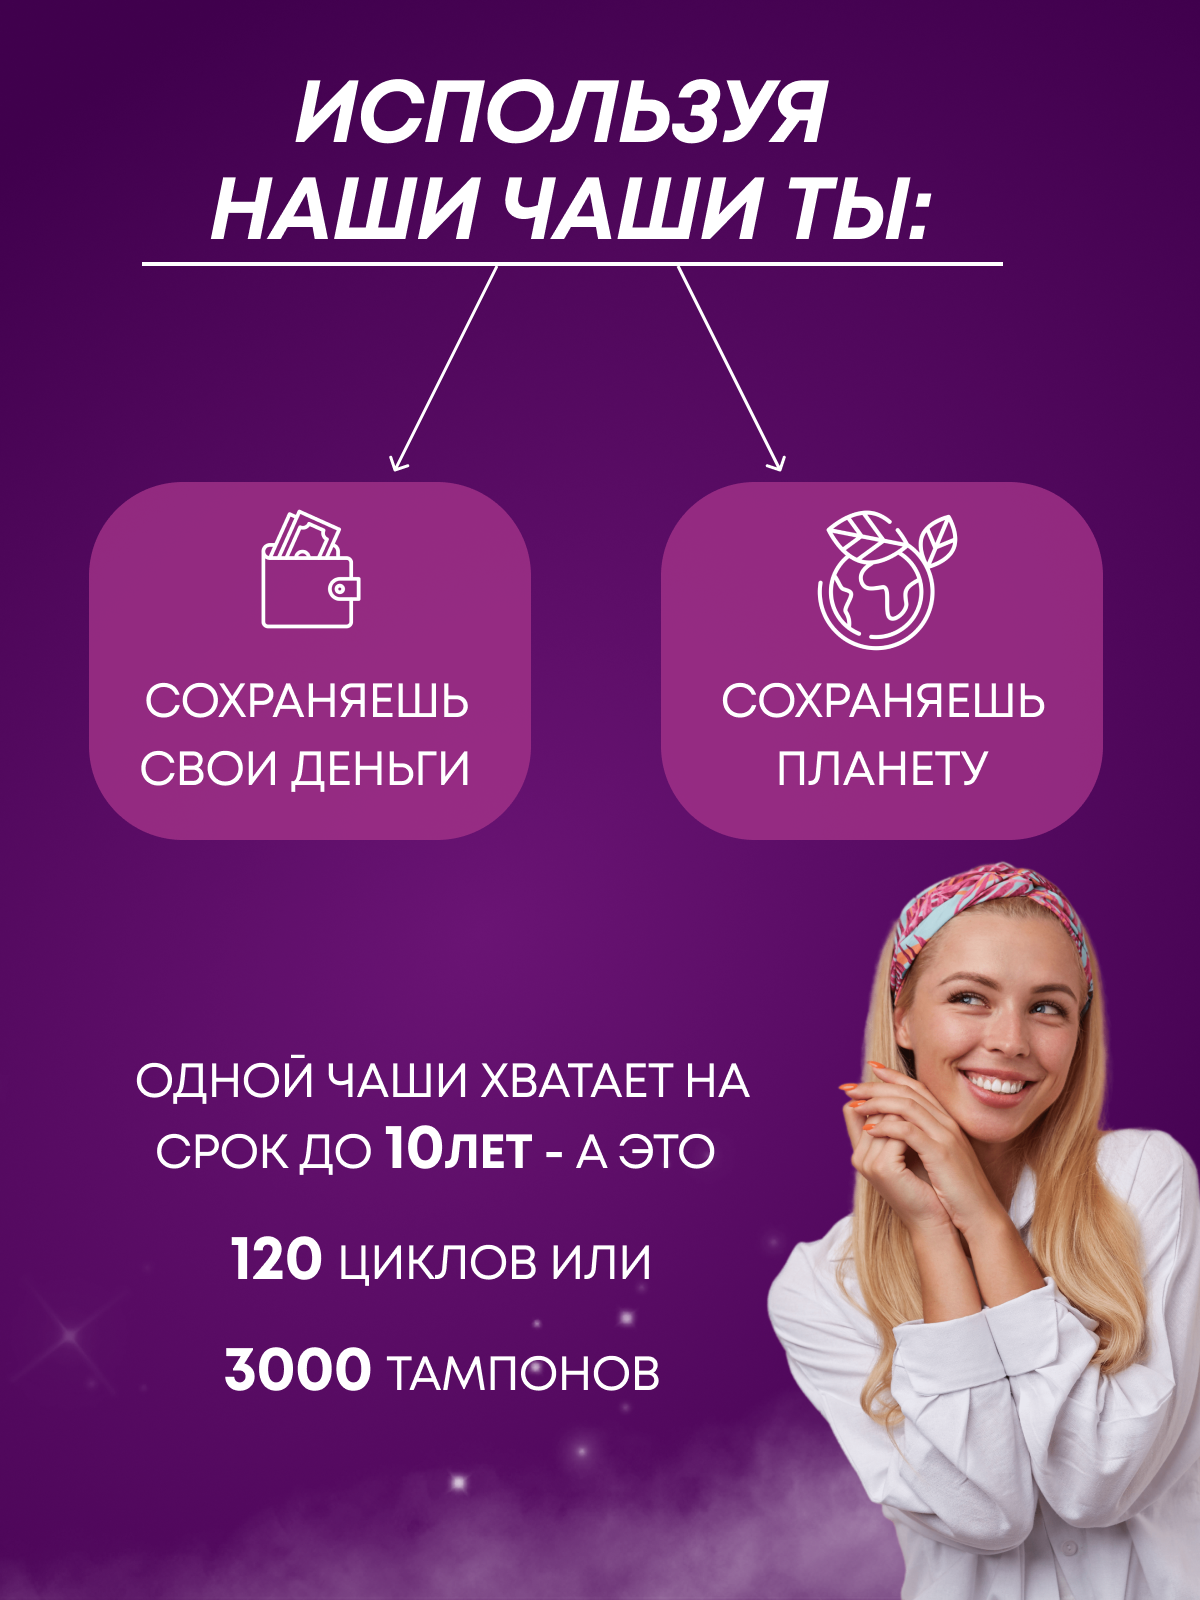 ИСПОЛЬЗУЯ
НАШИ ЧАШИ ТЫ:
СОХРАНЯЕШЬ
СВОИ ДЕНЬГИ
СОХРАНЯЕШЬ
ПЛАНЕТУ
ОДНОЙ ЧАШИ ХВАТАЕТ НА
СРОК ДО 10ЛЕТ - А ЭТО
120 ЦИКЛОВ ИЛИ
3000 ТАМПОНОВ